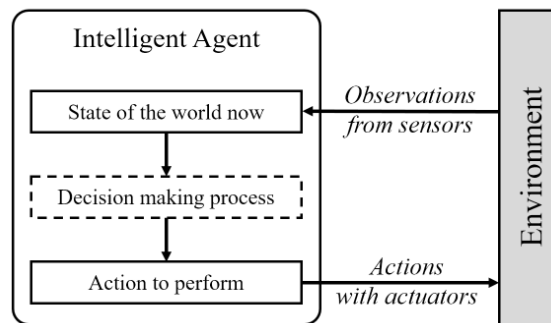 Intelligent Agent
State of the world now
Decision making process
Action to perform
Observations
from sensors
Actions
with actuators
Environment